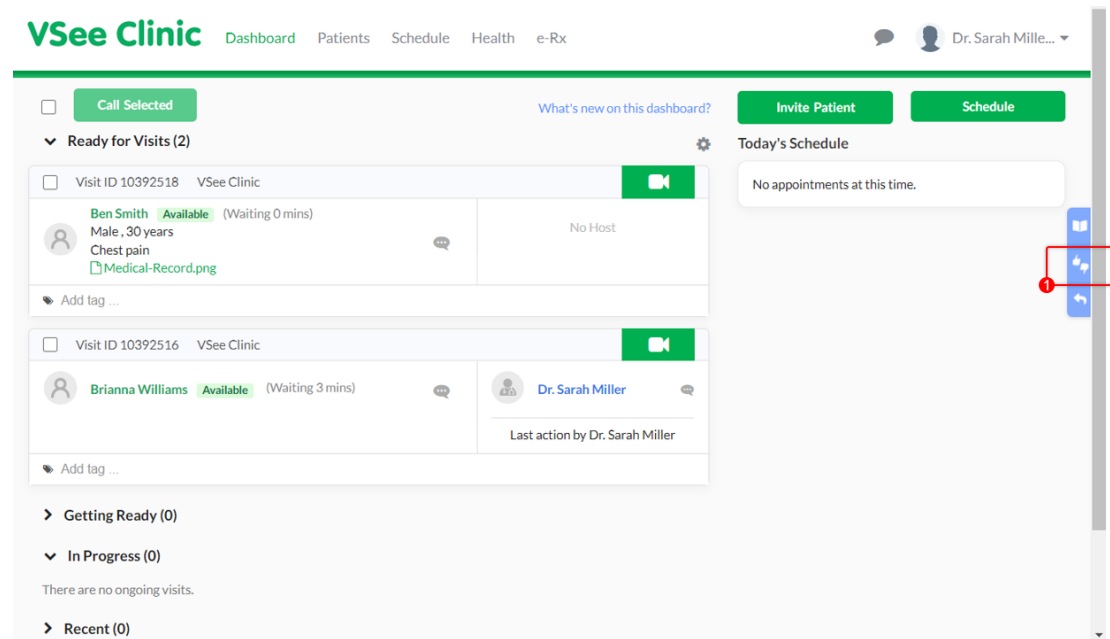 VSee Clinic Dashboard Patients Schedule Health e-Rx Dr. Sarah Mille...
Call Selected What's new on this dashboard? Invite Patient Schedule
Ready for Visits (2) Today's Schedule
Visit ID 10392518 VSee Clinic No appointments at this time.
Ben Smith Available (Waiting 0 mins)
Male , 30 years No Host
Chest pain
Medical-Record.png
1
Add tag ...
Visit ID 10392516 VSee Clinic
Brianna Williams Available (Waiting 3 mins) Dr. Sarah Miller
Last action by Dr. Sarah Miller
Add tag ...
Getting Ready (0)
In Progress (0)
There are no ongoing visits.
Recent (0)